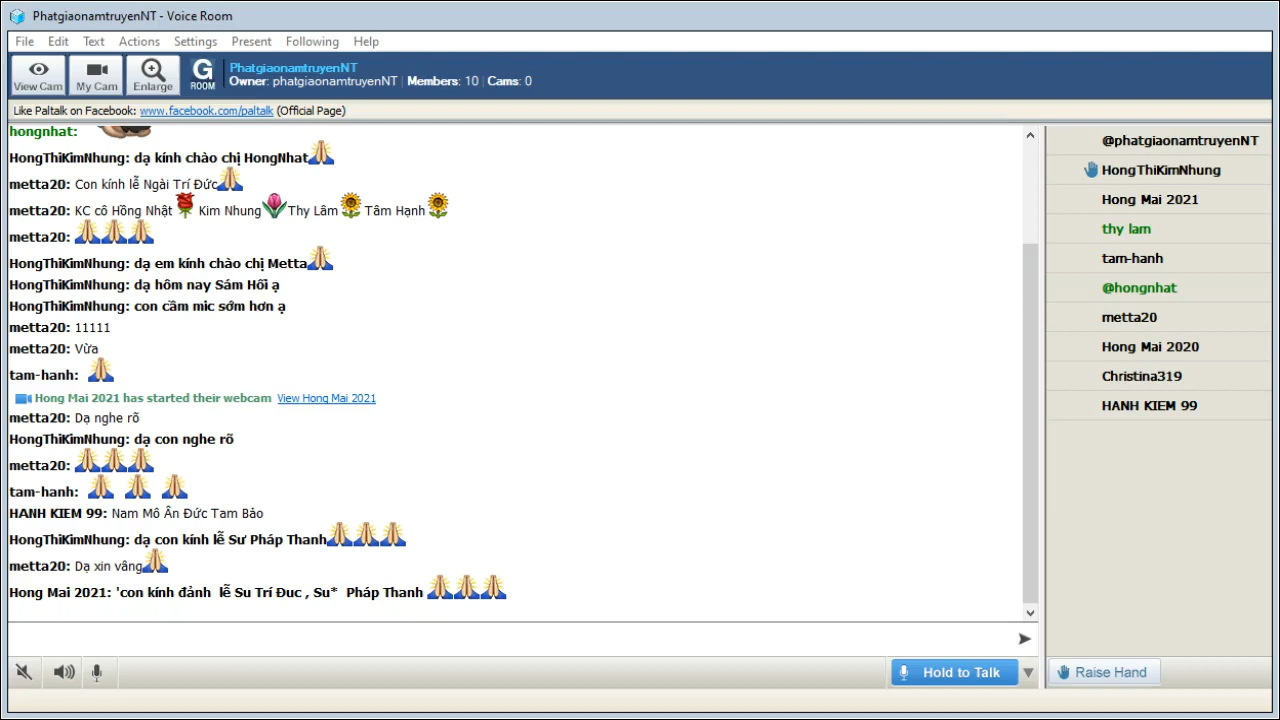 PhatgiaonamtruyenNT - Voice Room
File Edit Text Actions Settings Present Following Help
View Cam My Cam Enlarge G ROOM
PhatgiaonamtruyenNT
Owner: phatgiaonamtruyenNT | Members: 10 | Cams: 0
Like Paltalk on Facebook: www.facebook.com/paltalk (Official Page)
hongnhat:
HongThiKimNhung: dạ kính chào chị HongNhat
metta20: Con kính lễ Ngài Trí Đức
metta20: KC cô Hồng Nhật Kim Nhung Thy Lâm Tâm Hạnh
metta20:
HongThiKimNhung: dạ em kính chào chị Metta
HongThiKimNhung: dạ hôm nay Sám Hối ạ
HongThiKimNhung: con cầm mic sớm hơn ạ
metta20: 11111
metta20: Vừa
tam-hanh:
Hong Mai 2021 has started their webcam View Hong Mai 2021
metta20: Dạ nghe rõ
HongThiKimNhung: dạ con nghe rõ
metta20:
tam-hanh:
HANH KIEM 99: Nam Mô Ân Đức Tam Bảo
HongThiKimNhung: dạ con kính lễ Sư Pháp Thanh
metta20: Dạ xin vâng
Hong Mai 2021: 'con kính đảnh lễ Su Trí Đuc , Su* Pháp Thanh
Hold to Talk
@phatgiaonamtruyenNT
HongThiKimNhung
Hong Mai 2021
thy lam
tam-hanh
@hongnhat
metta20
Hong Mai 2020
Christina319
HANH KIEM 99
Raise Hand